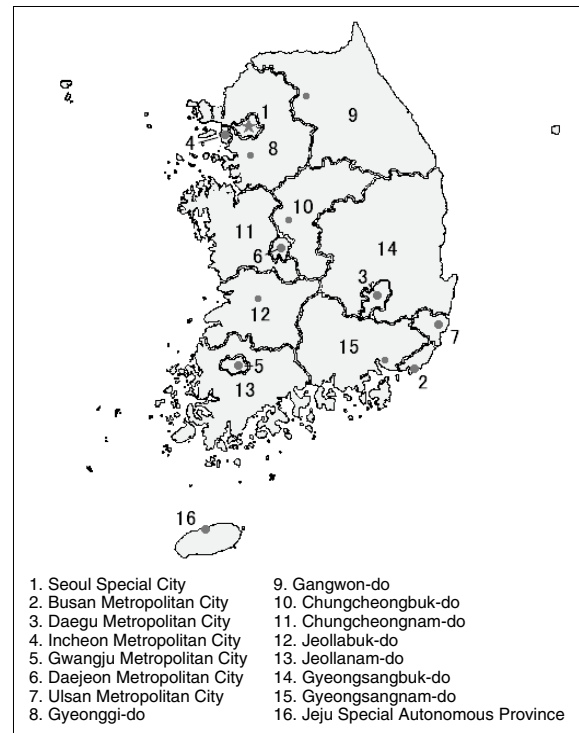 1
9
4
8
10
11
14
6
3
12
7
15
5
2
13
16
1. Seoul Special City
2. Busan Metropolitan City
3. Daegu Metropolitan City
4. Incheon Metropolitan City
5. Gwangju Metropolitan City
6. Daejeon Metropolitan City
7. Ulsan Metropolitan City
8. Gyeonggi-do
9. Gangwon-do
10. Chungcheongbuk-do
11. Chungcheongnam-do
12. Jeollabuk-do
13. Jeollanam-do
14. Gyeongsangbuk-do
15. Gyeongsangnam-do
16. Jeju Special Autonomous Province